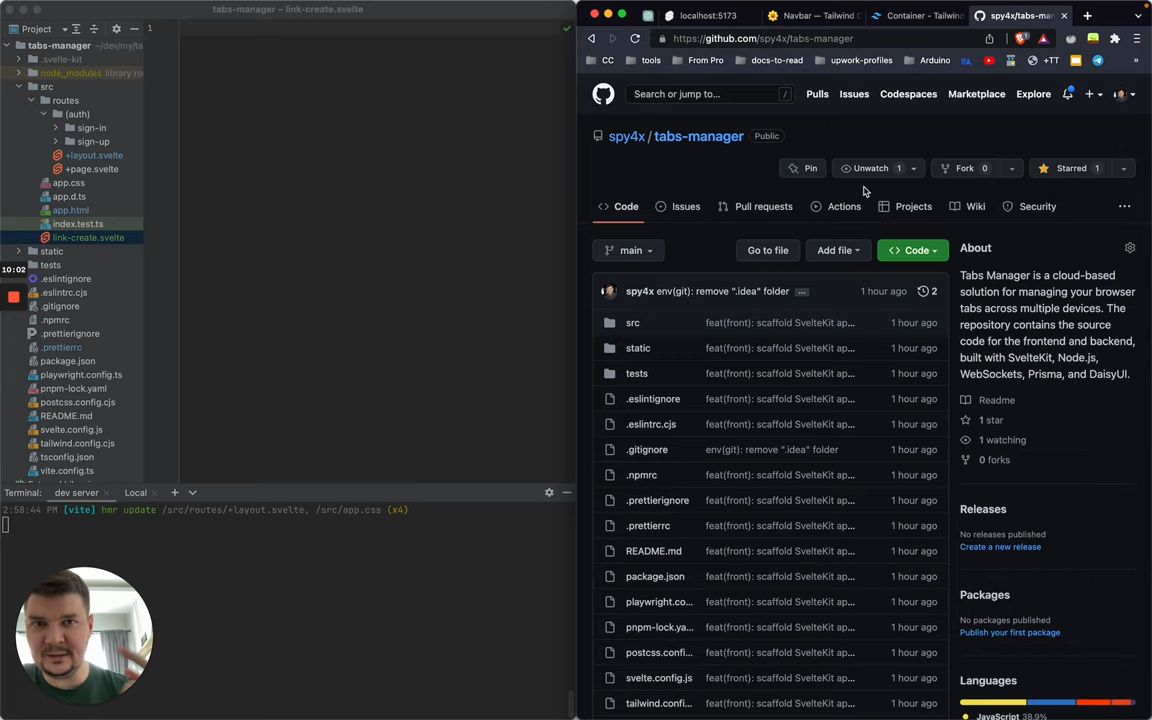 tabs-manager – link-create.svelte
Project
1
tabs-manager ~/dev/my/ta
.svelte-kit
node_modules library ro
src
routes
(auth)
sign-in
sign-up
+layout.svelte
+page.svelte
app.css
app.d.ts
app.html
index.test.ts
link-create.svelte
static
tests
.eslintignore
.eslintrc.cjs
.gitignore
.npmrc
.prettierignore
.prettierrc
package.json
playwright.config.ts
pnpm-lock.yaml
postcss.config.cjs
README.md
svelte.config.js
tailwind.config.cjs
tsconfig.json
vite.config.ts
10:02
Terminal: dev server × Local ×
2:58:44 PM [vite] hmr update /src/routes/+layout.svelte, /src/app.css (x4)
localhost:5173
Navbar — Tailwind C
Container - Tailwind
spy4x/tabs-man
https://github.com/spy4x/tabs-manager
CC tools From Pro docs-to-read upwork-profiles Arduino +TT »
Search or jump to... /
Pulls Issues Codespaces Marketplace Explore
spy4x / tabs-manager Public
Pin Unwatch 1 Fork 0 Starred 1
Code Issues Pull requests Actions Projects Wiki Security
main Go to file Add file Code
spy4x env(git): remove ".idea" folder ... 1 hour ago 2
src feat(front): scaffold SvelteKit ap... 1 hour ago
static feat(front): scaffold SvelteKit ap... 1 hour ago
tests feat(front): scaffold SvelteKit ap... 1 hour ago
.eslintignore feat(front): scaffold SvelteKit ap... 1 hour ago
.eslintrc.cjs feat(front): scaffold SvelteKit ap... 1 hour ago
.gitignore env(git): remove ".idea" folder 1 hour ago
.npmrc feat(front): scaffold SvelteKit ap... 1 hour ago
.prettierignore feat(front): scaffold SvelteKit ap... 1 hour ago
.prettierrc feat(front): scaffold SvelteKit ap... 1 hour ago
README.md feat(front): scaffold SvelteKit ap... 1 hour ago
package.json feat(front): scaffold SvelteKit ap... 1 hour ago
playwright.co... feat(front): scaffold SvelteKit ap... 1 hour ago
pnpm-lock.ya... feat(front): scaffold SvelteKit ap... 1 hour ago
postcss.confi... feat(front): scaffold SvelteKit ap... 1 hour ago
svelte.config.js feat(front): scaffold SvelteKit ap... 1 hour ago
tailwind.confi... feat(front): scaffold SvelteKit ap... 1 hour ago
About
Tabs Manager is a cloud-based
solution for managing your browser
tabs across multiple devices. The
repository contains the source
code for the frontend and backend,
built with SvelteKit, Node.js,
WebSockets, Prisma, and DaisyUI.
Readme
1 star
1 watching
0 forks
Releases
No releases published
Create a new release
Packages
No packages published
Publish your first package
Languages
JavaScript 38.9%